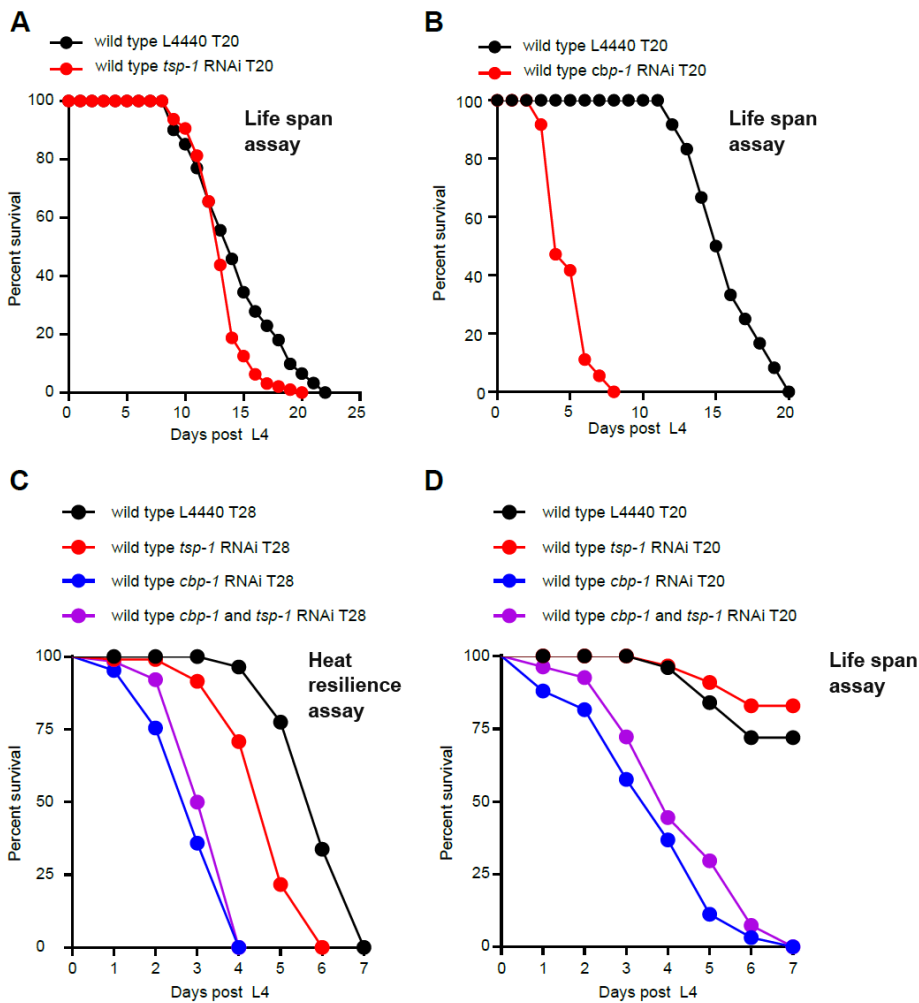 A
wild type L4440 T20
wild type tsp-1 RNAi T20
100
80
60
40
20
0
Percent survival
Life span
assay
0 5 10 15 20 25
Days post L4
B
wild type L4440 T20
wild type cbp-1 RNAi T20
100
80
60
40
20
0
Percent survival
Life span
assay
0 5 10 15 20
Days post L4
C
wild type L4440 T28
wild type tsp-1 RNAi T28
wild type cbp-1 RNAi T28
wild type cbp-1 and tsp-1 RNAi T28
100
75
50
25
0
Percent survival
Heat
resilience
assay
0 1 2 3 4 5 6 7
Days post L4
D
wild type L4440 T20
wild type tsp-1 RNAi T20
wild type cbp-1 RNAi T20
wild type cbp-1 and tsp-1 RNAi T20
100
75
50
25
0
Percent survival
Life span
assay
0 1 2 3 4 5 6 7
Days post L4